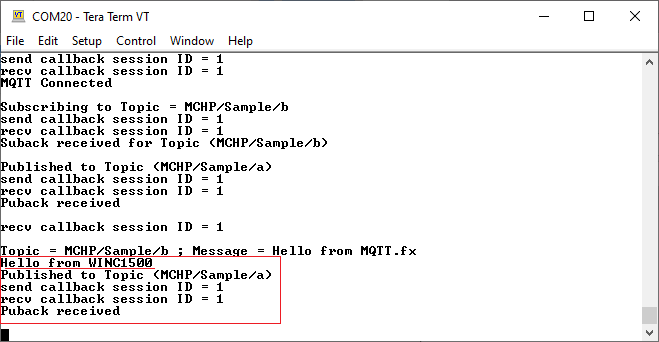 COM20 - Tera Term VT
File Edit Setup Control Window Help
send callback session ID = 1
recv callback session ID = 1
MQTT Connected
Subscribing to Topic = MCHP/Sample/b
send callback session ID = 1
recv callback session ID = 1
Suback received for Topic (MCHP/Sample/b)
Published to Topic (MCHP/Sample/a)
send callback session ID = 1
recv callback session ID = 1
Puback received
recv callback session ID = 1
Topic = MCHP/Sample/b ; Message = Hello from MQTT.fx
Hello from WINC1500
Published to Topic (MCHP/Sample/a)
send callback session ID = 1
recv callback session ID = 1
Puback received